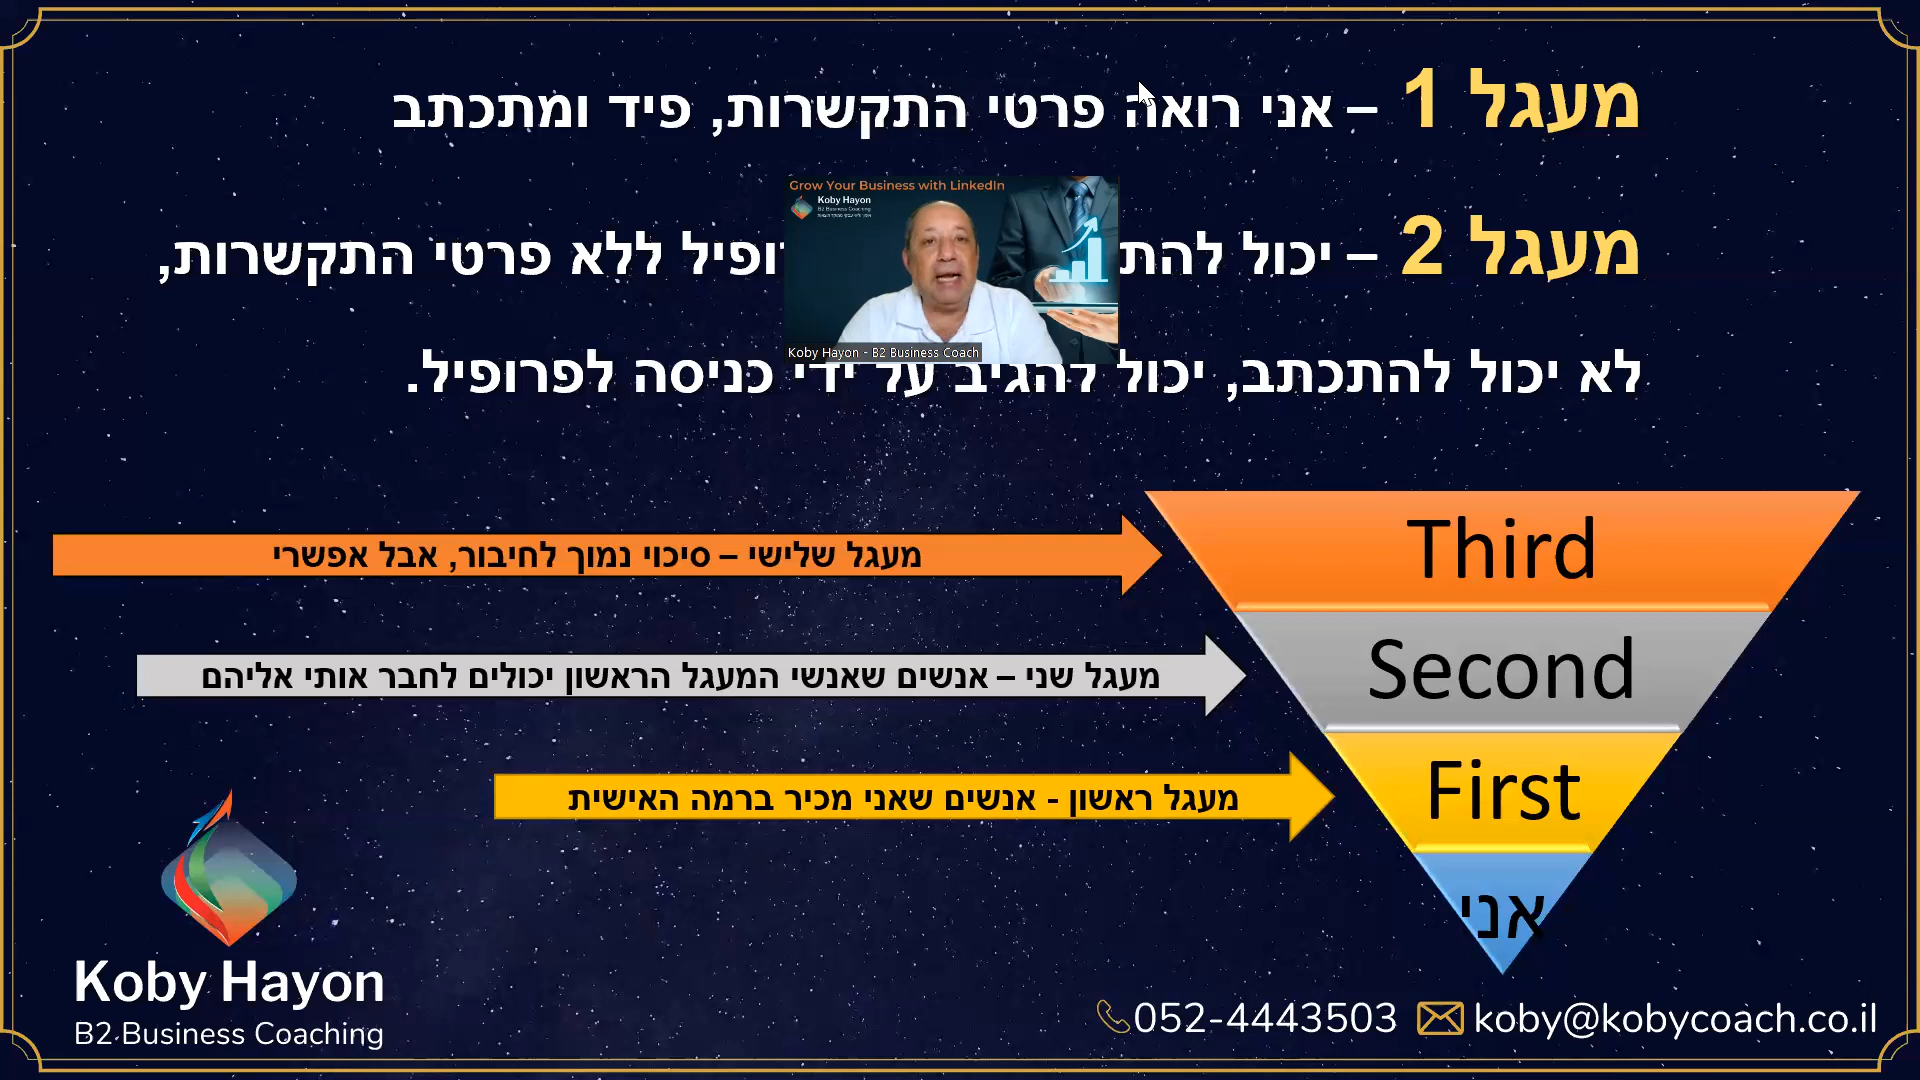 מעגל 1 – אני רואה פרטי התקשרות, פיד ומתכתב
Grow Your Business with LinkedIn
Koby Hayon
B2 Business Coaching
מעגל 2 – יכול ללא פרטי התקשרות,
Koby Hayon - B2 Business Coach
לא יכול להתכתב, יכול להגיב על ידי כניסה לפרופיל.
Third
מעגל שלישי – סיכוי נמוך לחיבור, אבל אפשרי
Second
מעגל שני – אנשים שאנשי המעגל הראשון יכולים לחבר אותי אליהם
First
מעגל ראשון - אנשים שאני מכיר ברמה האישית
אני
Koby Hayon
B2 Business Coaching
052-4443503 koby@kobycoach.co.il